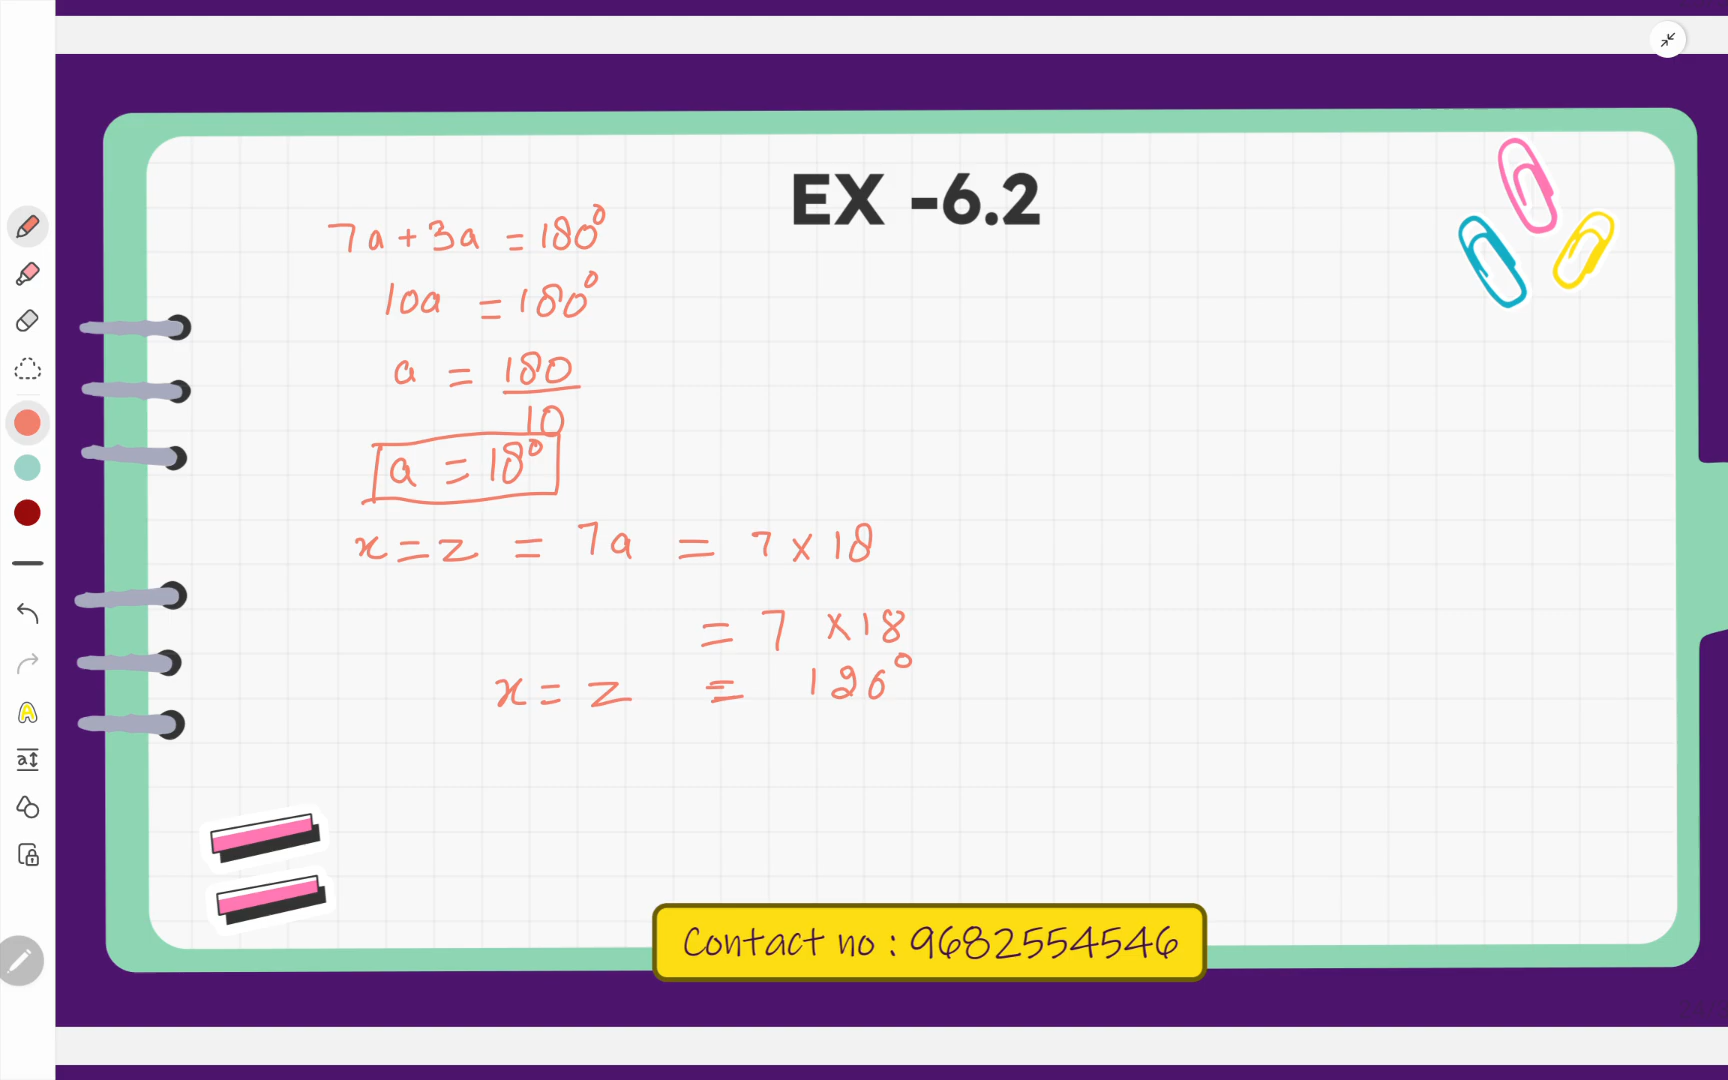 EX -6.2
7a + 3a = 180°
10a = 180°
a = 180
10
a = 18°
x = z = 7a = 7 × 18
= 7 × 18
x = z = 126°
Contact no : 9682554546